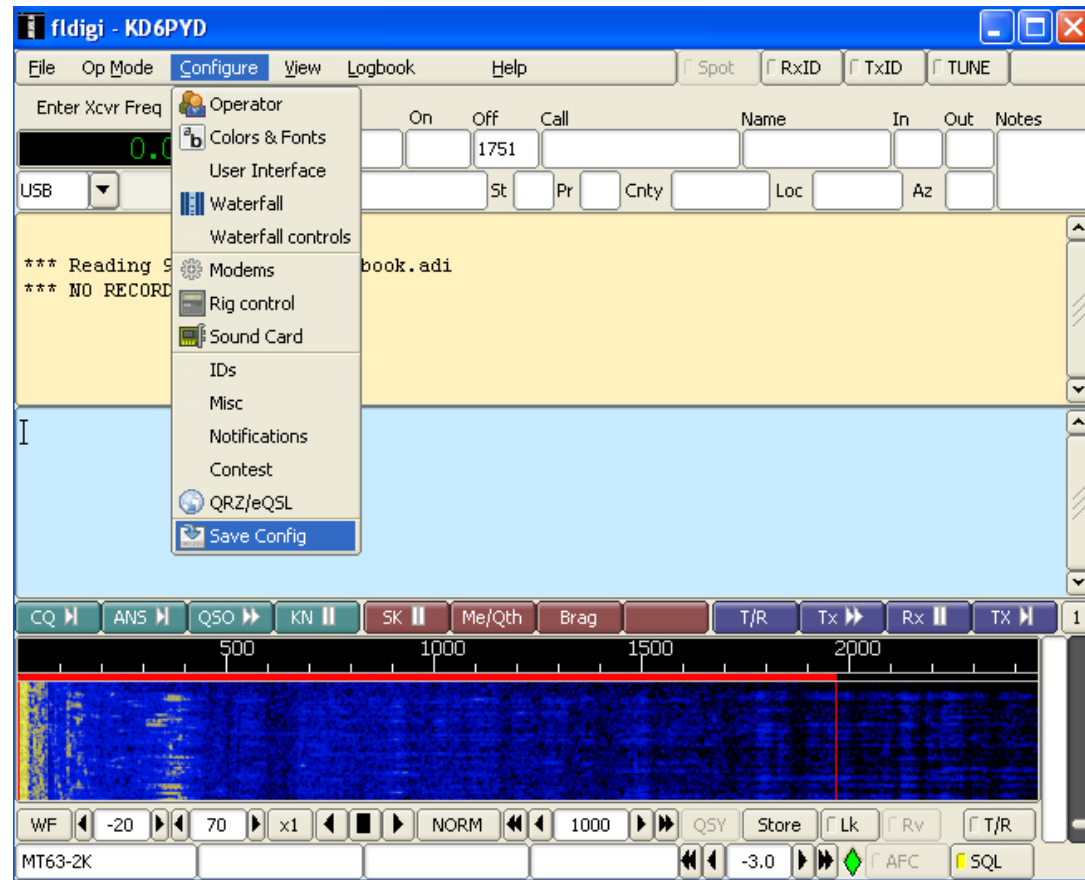 fldigi - KD6PYD
File Op Mode Configure View Logbook Help Spot RxID TxID TUNE
Enter Xcvr Freq On Off Call Name In Out Notes
1751
USB St Pr Cnty Loc Az
Operator
Colors & Fonts
User Interface
Waterfall
Waterfall controls
Modems
Rig control
Sound Card
IDs
Misc
Notifications
Contest
QRZ/eQSL
Save Config
*** Reading book.adi
*** NO RECORD
CQ ANS QSO KN SK Me/Qth Brag T/R Tx Rx TX 1
500 1000 1500 2000
WF -20 70 x1 NORM 1000 QSY Store Lk Rv T/R
MT63-2K -3.0 AFC SQL